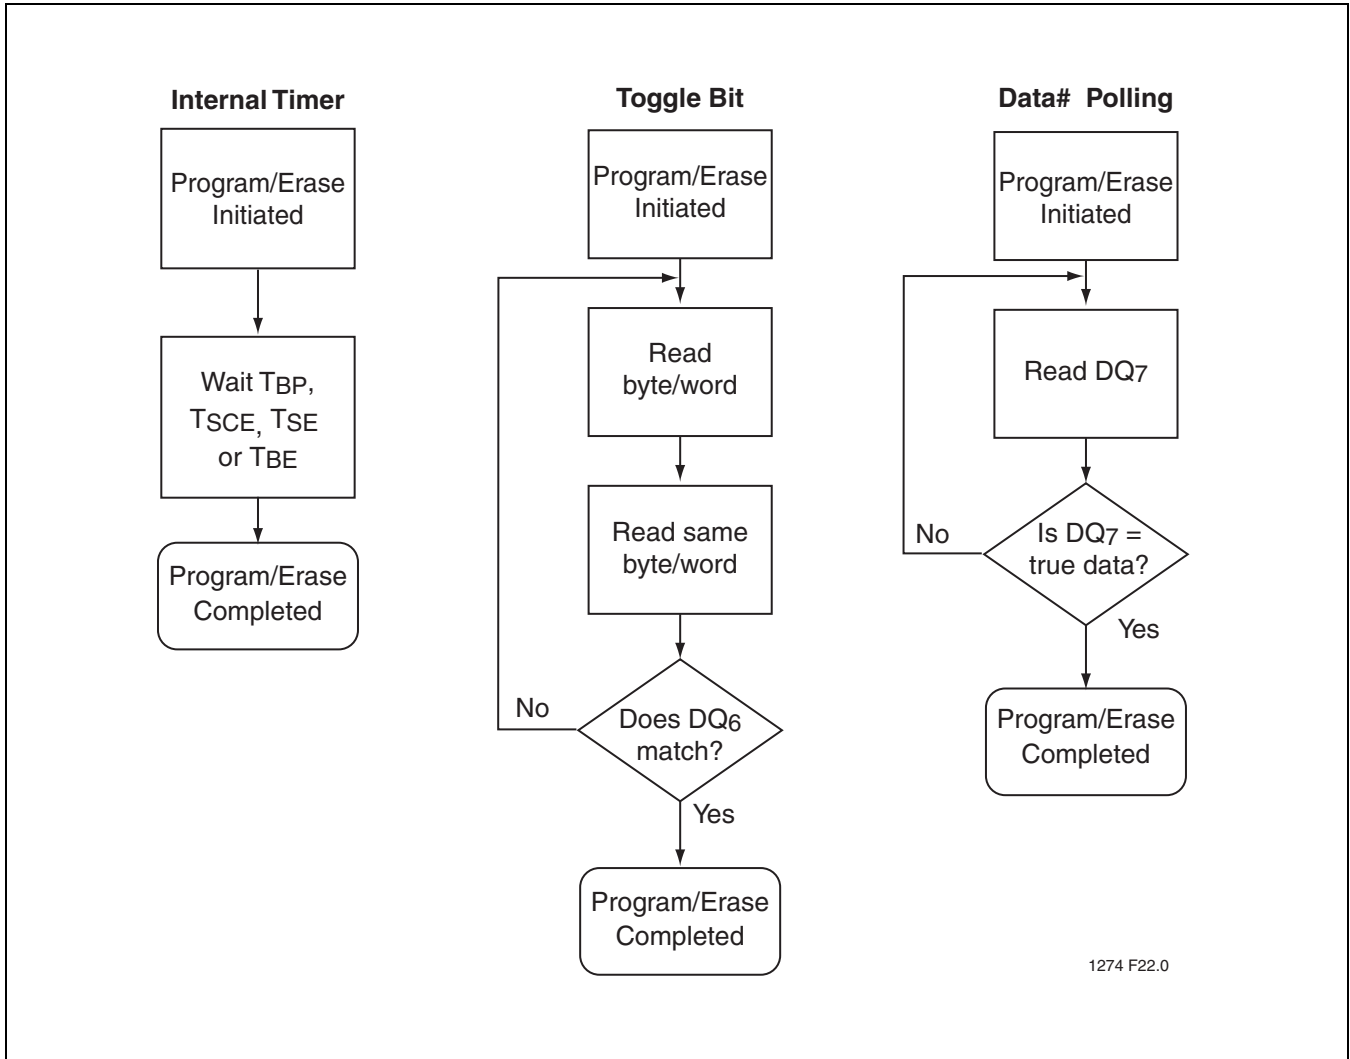 Internal Timer
Program/Erase
Initiated
Wait TBP,
TSCE, TSE
or TBE
Program/Erase
Completed
Toggle Bit
Program/Erase
Initiated
Read
byte/word
Read same
byte/word
Does DQ6
match?
No
Yes
Program/Erase
Completed
Data# Polling
Program/Erase
Initiated
Read DQ7
Is DQ7 =
true data?
No
Yes
Program/Erase
Completed
1274 F22.0